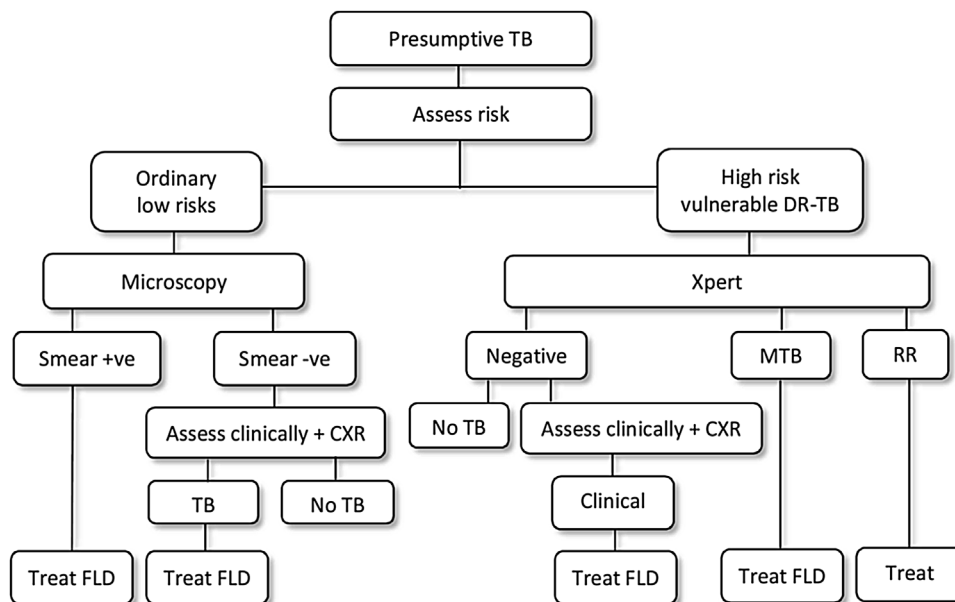 Presumptive TB
Assess risk
Ordinary
low risks
High risk
vulnerable DR-TB
Microscopy
Xpert
Smear +ve
Smear -ve
Negative
MTB
RR
Assess clinically + CXR
No TB
Assess clinically + CXR
TB
No TB
Clinical
Treat FLD
Treat FLD
Treat FLD
Treat FLD
Treat